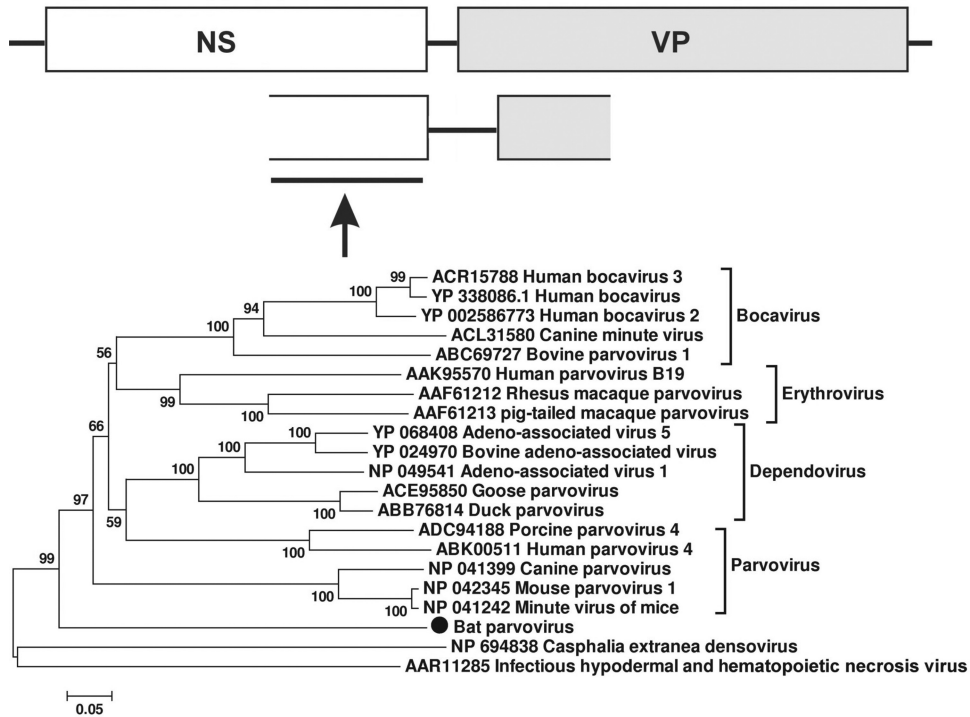 NS
VP
99
ACR15788 Human bocavirus 3
100
YP 338086.1 Human bocavirus
94
YP 002586773 Human bocavirus 2
Bocavirus
100
ACL31580 Canine minute virus
56
ABC69727 Bovine parvovirus 1
AAK95570 Human parvovirus B19
99
AAF61212 Rhesus macaque parvovirus
Erythrovirus
100
AAF61213 pig-tailed macaque parvovirus
66
100
YP 068408 Adeno-associated virus 5
100
YP 024970 Bovine adeno-associated virus
100
NP 049541 Adeno-associated virus 1
Dependovirus
97
ACE95850 Goose parvovirus
100
ABB76814 Duck parvovirus
59
ADC94188 Porcine parvovirus 4
100
ABK00511 Human parvovirus 4
99
NP 041399 Canine parvovirus
Parvovirus
100
NP 042345 Mouse parvovirus 1
100
NP 041242 Minute virus of mice
Bat parvovirus
NP 694838 Casphalia extranea densovirus
AAR11285 Infectious hypodermal and hematopoietic necrosis virus
0.05